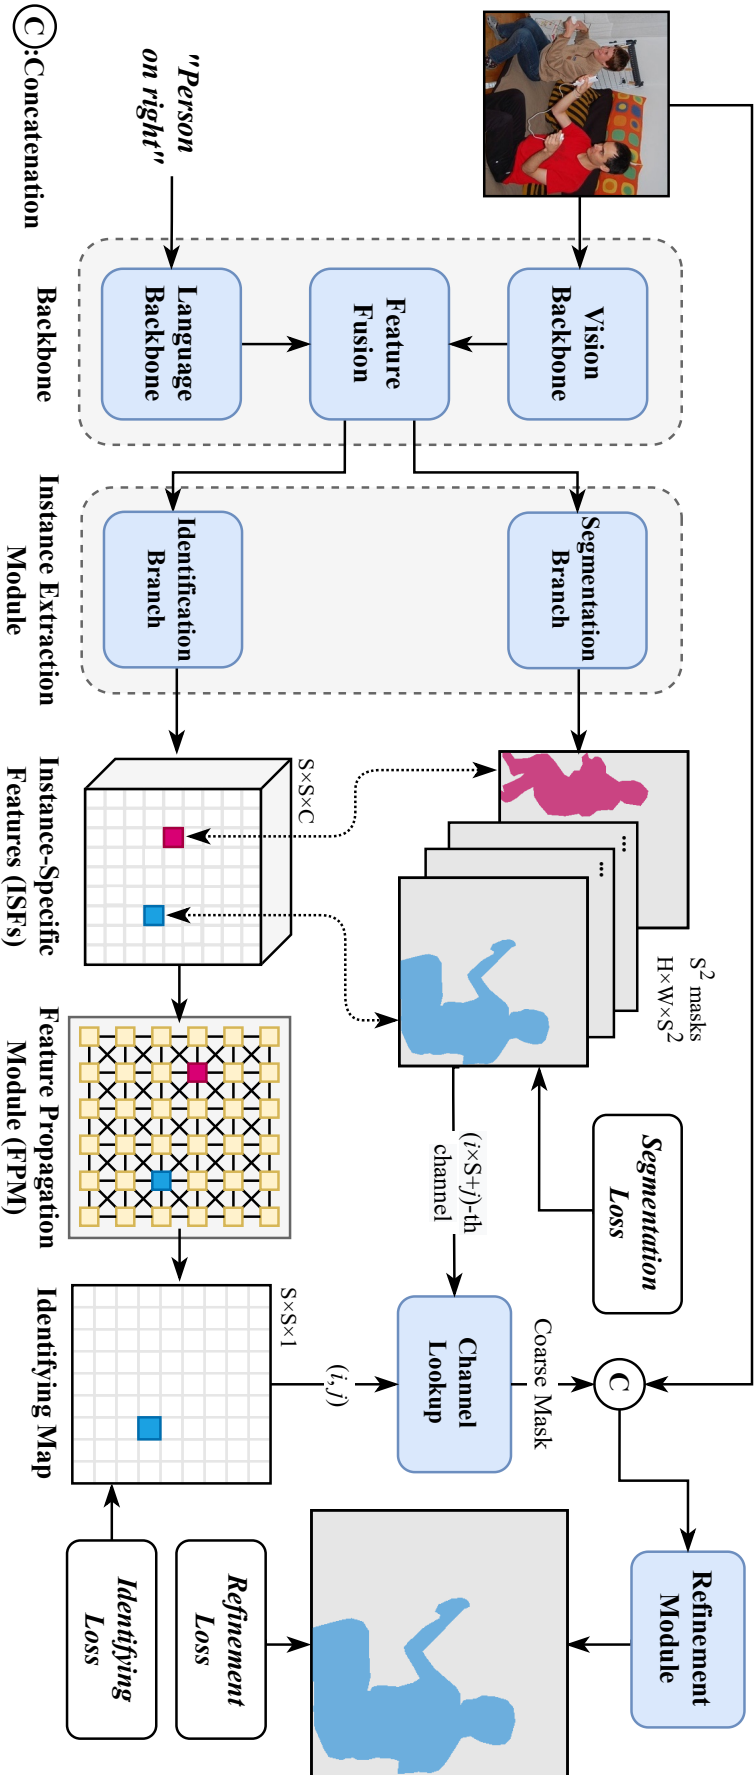 "Person
on right"
Vision
Backbone
Feature
Fusion
Language
Backbone
Segmentation
Branch
Identification
Branch
S² masks
H×W×S²
S×S×C
Segmentation
Loss
(i×S+j)-th
channel
Channel
Lookup
Coarse Mask
C
(i,j)
S×S×1
Refinement
Module
Refinement
Loss
Identifying
Loss
Backbone
Instance Extraction
Module
Instance-Specific
Features (ISFs)
Feature Propagation
Module (FPM)
Identifying Map
C:Concatenation
...
...